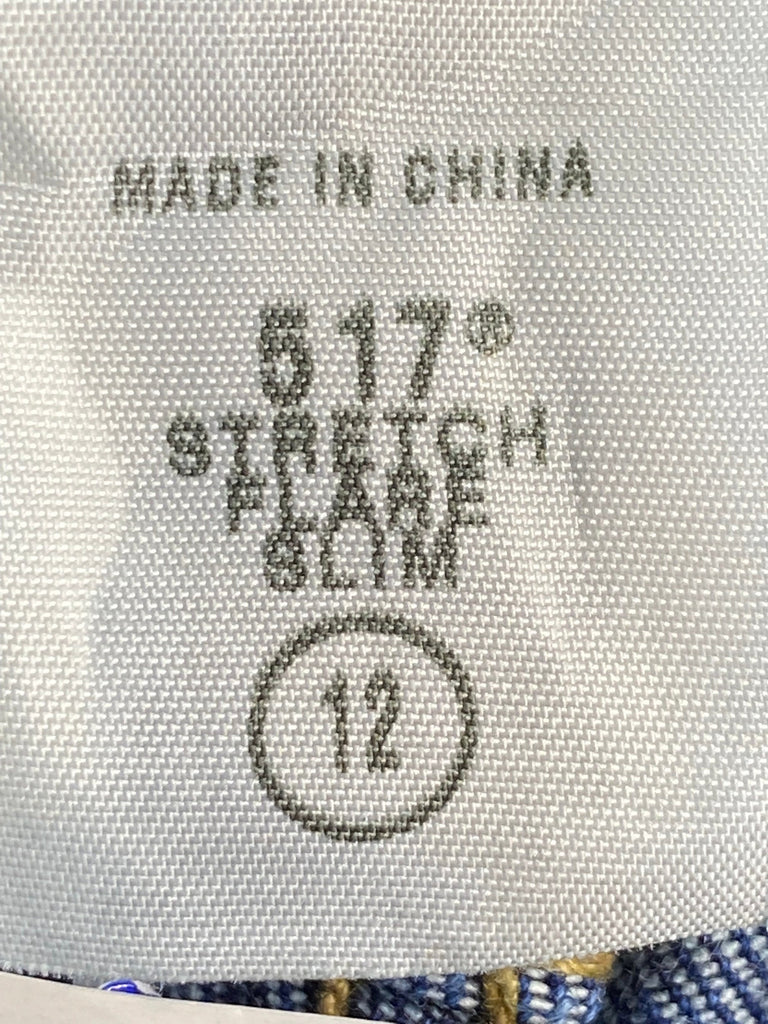 MADE IN CHINA
517®
STRETCH
FLARE
SLIM
12